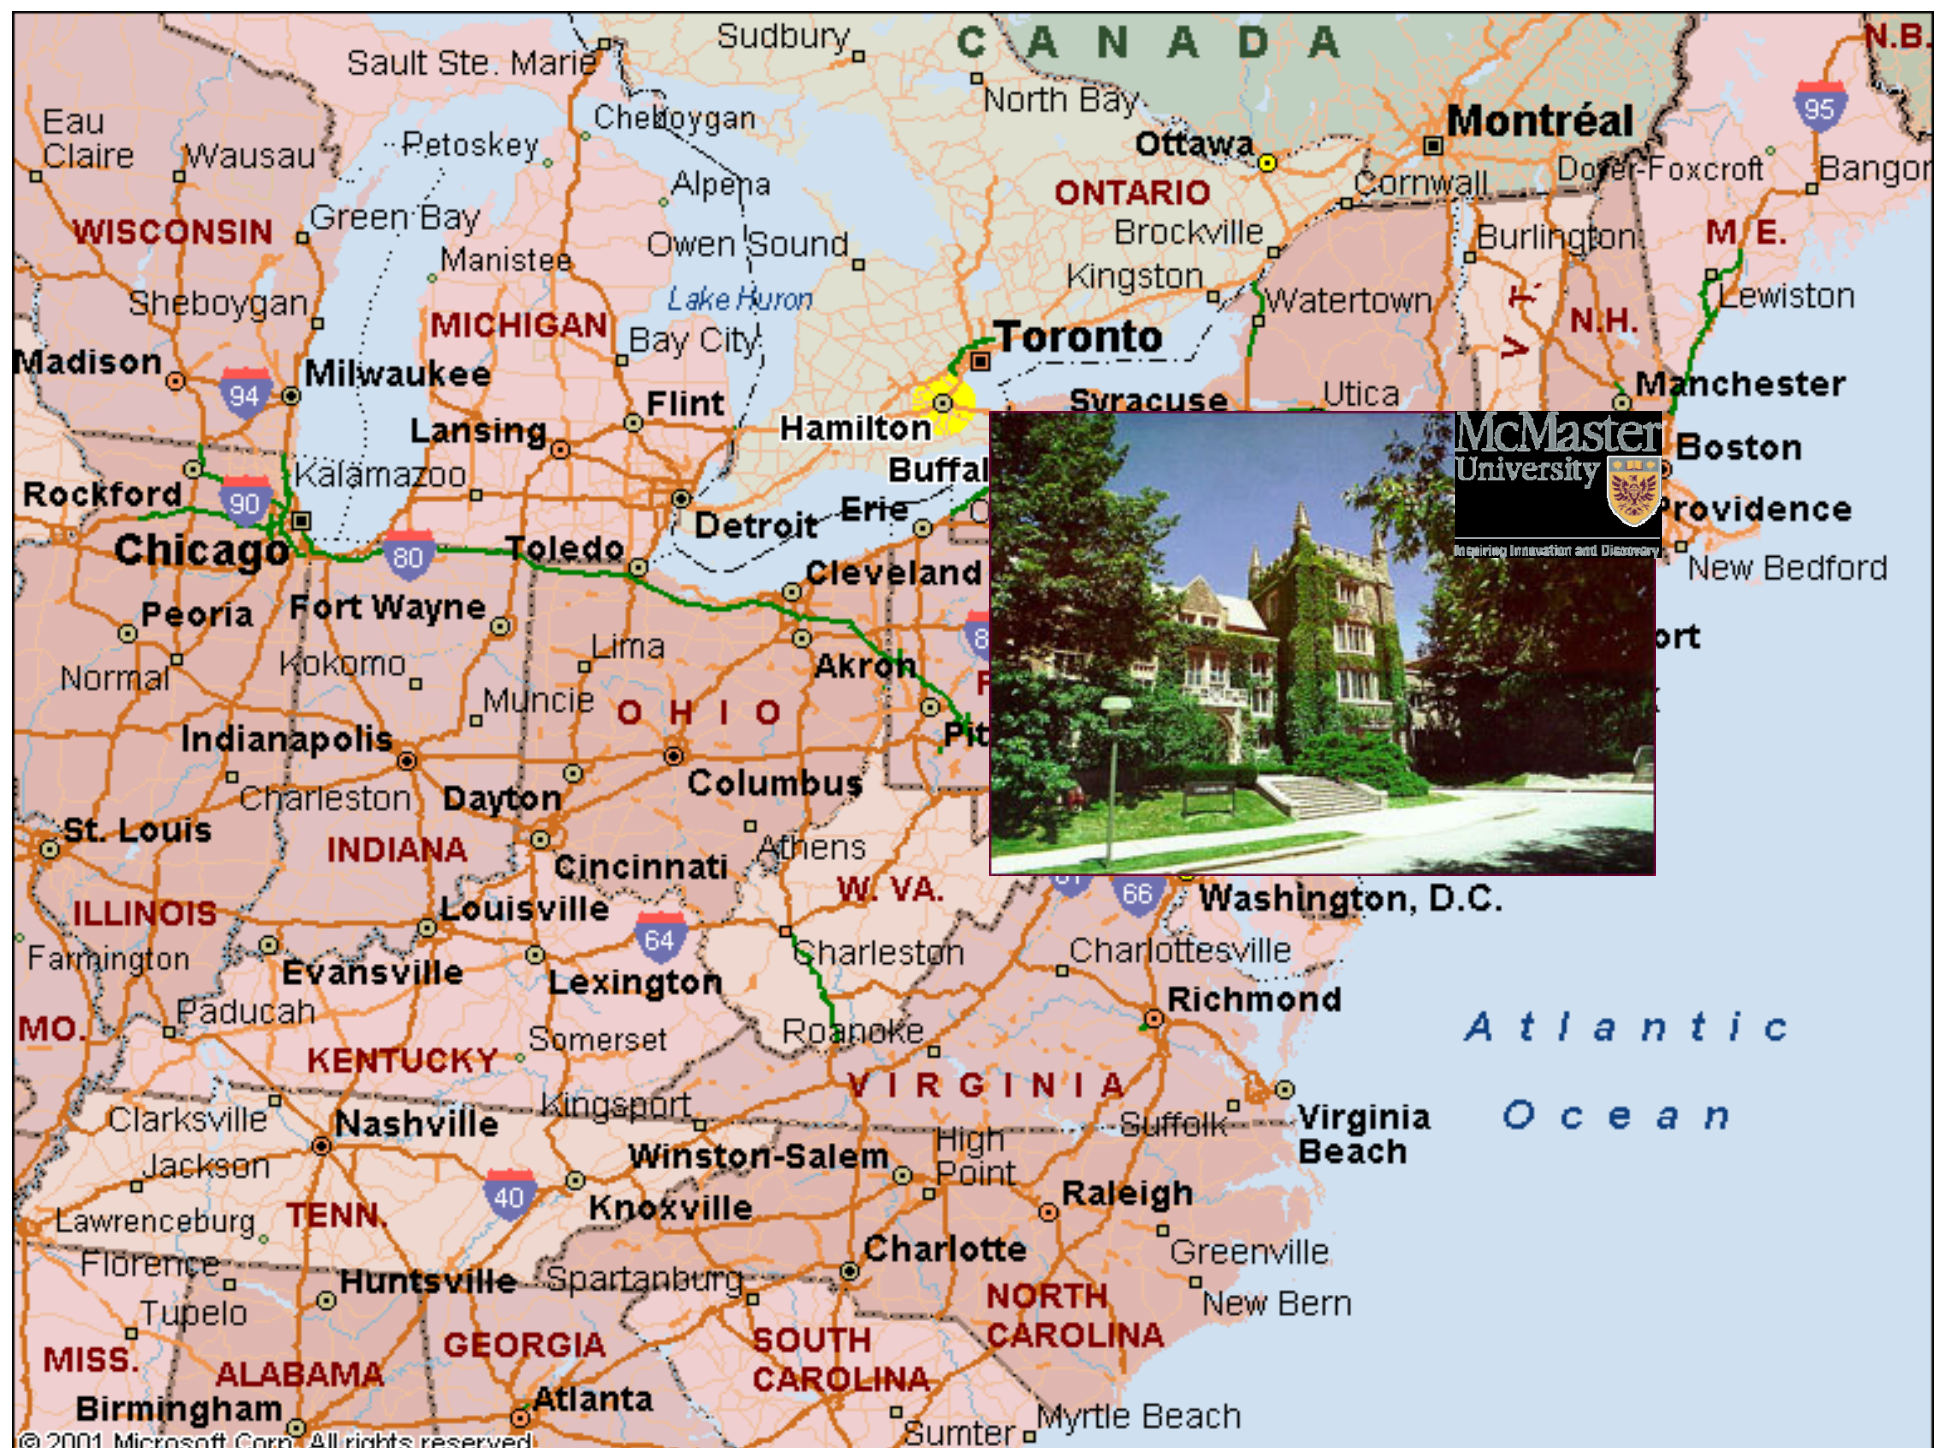 Sudbury
CANADA
N.B.
Sault Ste. Marie
North Bay
95
Eau
Claire
Wausau
Cheboygan
Petoskey
Montréal
Ottawa
Dover-Foxcroft
Bangor
Alpena
ONTARIO
Cornwall
WISCONSIN
Green Bay
Owen Sound
Brockville
Burlington
M.E.
Manistee
Kingston
Sheboygan
Lake Huron
Watertown
V.T.
Lewiston
MICHIGAN
Bay City
Toronto
N.H.
Madison
94
Milwaukee
Flint
Syracuse
Utica
Manchester
Lansing
Hamilton
McMaster
University
Boston
Rockford
90
Kalamazoo
Buffal
Erie
Detroit
Providence
Chicago
80
Toledo
Inspiring Innovation and Discovery
Cleveland
New Bedford
Peoria
Fort Wayne
8
ort
Normal
Kokomo
Lima
Akron
Muncie
OHIO
Indianapolis
Pit
Charleston
Dayton
Columbus
St. Louis
INDIANA
Cincinnati
Athens
W. VA.
66
Washington, D.C.
ILLINOIS
Louisville
64
Farmington
Evansville
Lexington
Charleston
Charlottesville
Richmond
MO.
Paducah
Somerset
Roanoke
Atlantic
KENTUCKY
VIRGINIA
Clarksville
Nashville
Kingsport
Suffolk
Virginia
Beach
Ocean
Jackson
40
Winston-Salem
High
Point
Lawrenceburg
TENN.
Knoxville
Raleigh
Florence
Huntsville
Spartanburg
Charlotte
Greenville
Tupelo
NORTH
CAROLINA
New Bern
MISS.
ALABAMA
GEORGIA
SOUTH
CAROLINA
Birmingham
Atlanta
Sumter
Myrtle Beach
© 2001 Microsoft Corp. All rights reserved